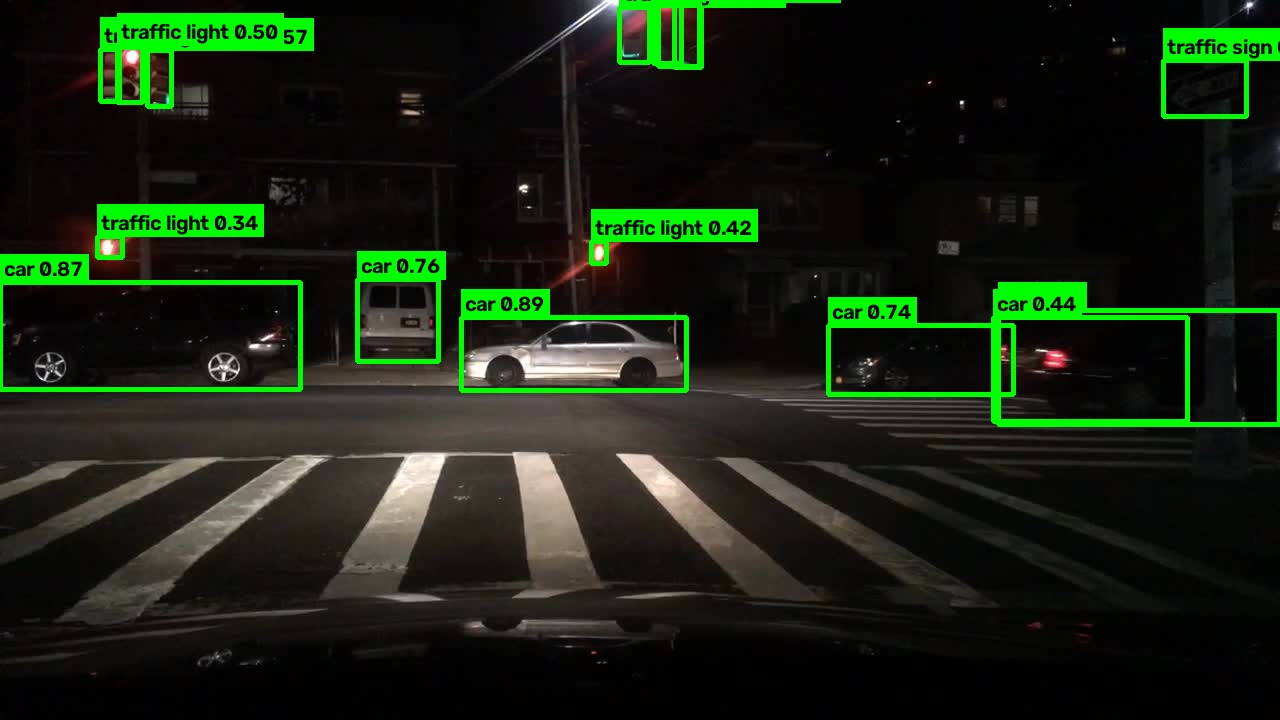 traffic light 0.50
57
traffic sign
traffic light 0.34
traffic light 0.42
car 0.87
car 0.76
car 0.89
car 0.74
car 0.44